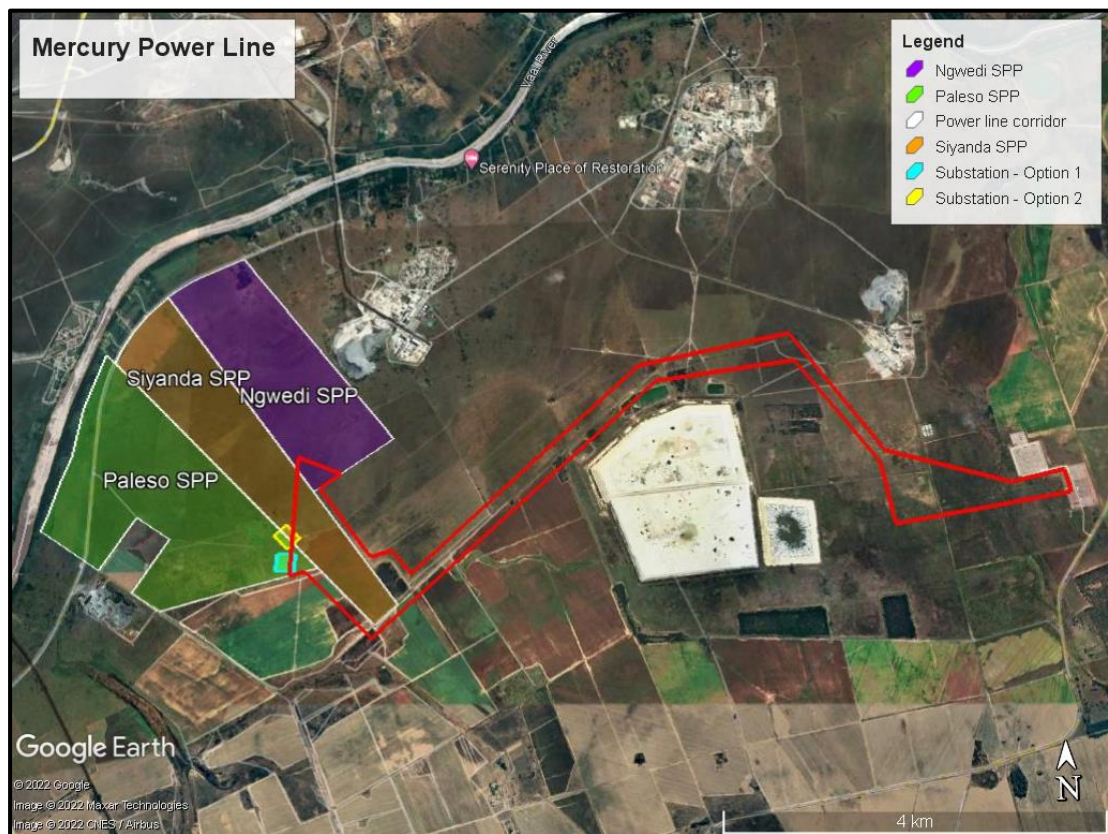 Mercury Power Line
Legend
Ngwedi SPP
Paleso SPP
Power line corridor
Siyanda SPP
Substation - Option 1
Substation - Option 2
Vaal River
Serenity Place of Restoration
Siyanda SPP
Ngwedi SPP
Paleso SPP
Google Earth
© 2022 Google
Image © 2022 Maxar Technologies
Image © 2022 CNES / Airbus
N
4 km